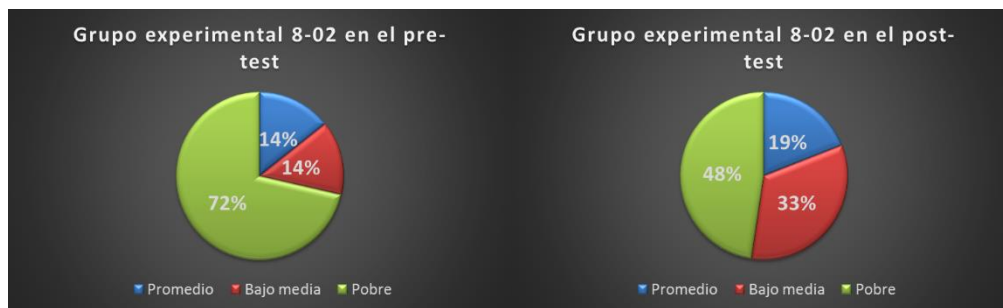 Grupo experimental 8-02 en el pre-
test
14%
14%
72%
Promedio Bajo media Pobre
Grupo experimental 8-02 en el post-
test
19%
48%
33%
Promedio Bajo media Pobre